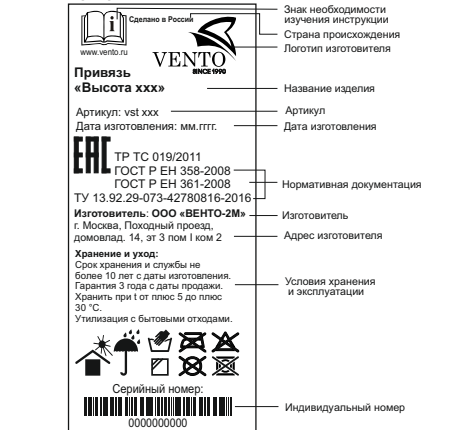 Знак необходимости
изучения инструкции
Сделано в России
Страна происхождения
Логотип изготовителя
i
www.vento.ru
VENTO
SINCE 1990
Привязь
«Высота xxx»
Название изделия
Артикул: vst xxx
Артикул
Дата изготовления: мм.гггг.
Дата изготовления
EAC
ТР ТС 019/2011
ГОСТ Р ЕН 358-2008
ГОСТ Р ЕН 361-2008
Нормативная документация
ТУ 13.92.29-073-42780816-2016
Изготовитель: ООО «ВЕНТО-2М»
Изготовитель
г. Москва, Походный проезд,
домовлад. 14, эт 3 пом I ком 2
Адрес изготовителя
Хранение и уход:
Срок хранения и службы не
более 10 лет с даты изготовления.
Гарантия 3 года с даты продажи.
Хранить при t от плюс 5 до плюс
30 °С.
Утилизация с бытовыми отходами.
Условия хранения
и эксплуатации
Серийный номер:
Индивидуальный номер
0000000000